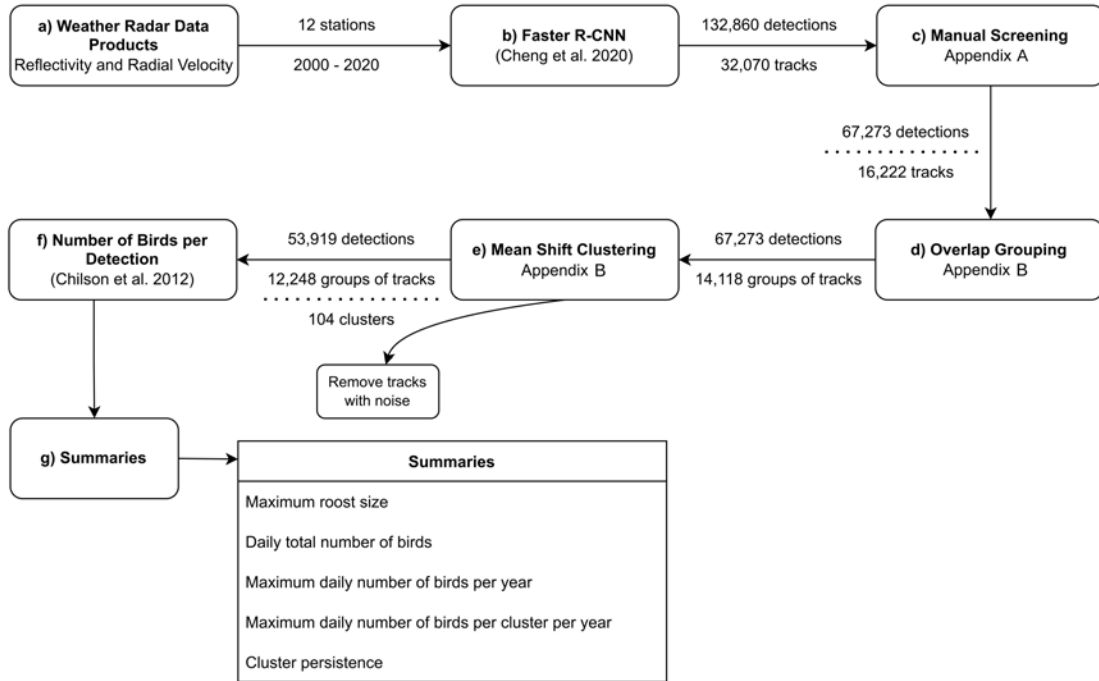 a) Weather Radar Data
Products
Reflectivity and Radial Velocity
12 stations
2000 - 2020
b) Faster R-CNN
(Cheng et al. 2020)
132,860 detections
32,070 tracks
c) Manual Screening
Appendix A
67,273 detections
16,222 tracks
d) Overlap Grouping
Appendix B
67,273 detections
14,118 groups of tracks
e) Mean Shift Clustering
Appendix B
53,919 detections
12,248 groups of tracks
104 clusters
Remove tracks
with noise
f) Number of Birds per
Detection
(Chilson et al. 2012)
g) Summaries
Summaries
Maximum roost size
Daily total number of birds
Maximum daily number of birds per year
Maximum daily number of birds per cluster per year
Cluster persistence